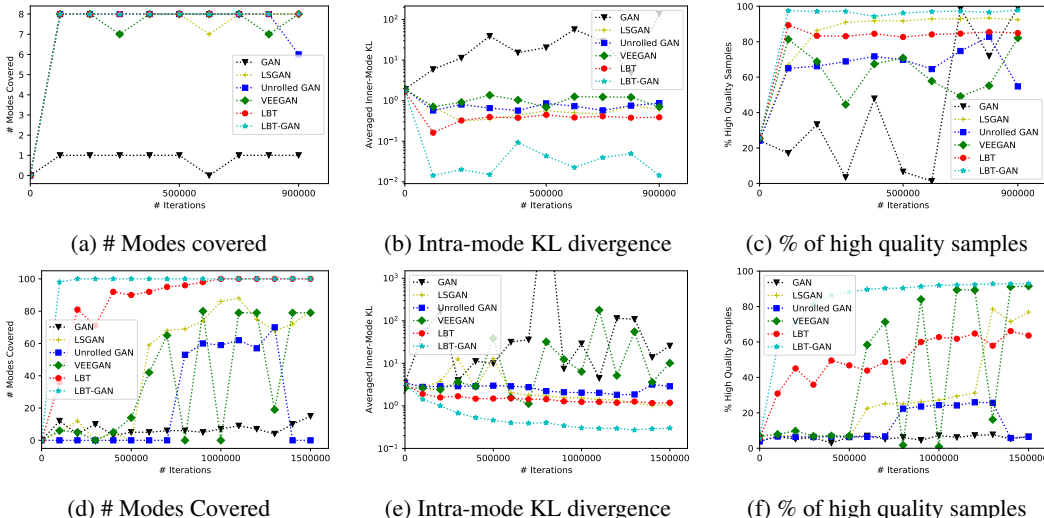 # Modes Covered
8
7
6
5
4
3
2
1
0
0
500000
900000
# Iterations
GAN
LSGAN
Unrolled GAN
VEEGAN
LBT
LBT-GAN
Averaged Inner-Mode KL
10²
10¹
10⁰
10⁻¹
10⁻²
0
500000
900000
# Iterations
GAN
LSGAN
Unrolled GAN
VEEGAN
LBT
LBT-GAN
% High Quality Samples
100
80
60
40
20
0
0
500000
900000
# Iterations
GAN
LSGAN
Unrolled GAN
VEEGAN
LBT
LBT-GAN
(a) # Modes covered
(b) Intra-mode KL divergence
(c) % of high quality samples
# Modes Covered
100
80
60
40
20
0
0
500000
1000000
1500000
# Iterations
GAN
LSGAN
Unrolled GAN
VEEGAN
LBT
LBT-GAN
Averaged Inner-Mode KL
10³
10²
10¹
10⁰
10⁻¹
0
500000
1000000
1500000
# Iterations
GAN
LSGAN
Unrolled GAN
VEEGAN
LBT
LBT-GAN
% High Quality Samples
100
80
60
40
20
0
0
500000
1000000
1500000
# Iterations
GAN
LSGAN
Unrolled GAN
VEEGAN
LBT
LBT-GAN
(d) # Modes Covered
(e) Intra-mode KL divergence
(f) % of high quality samples